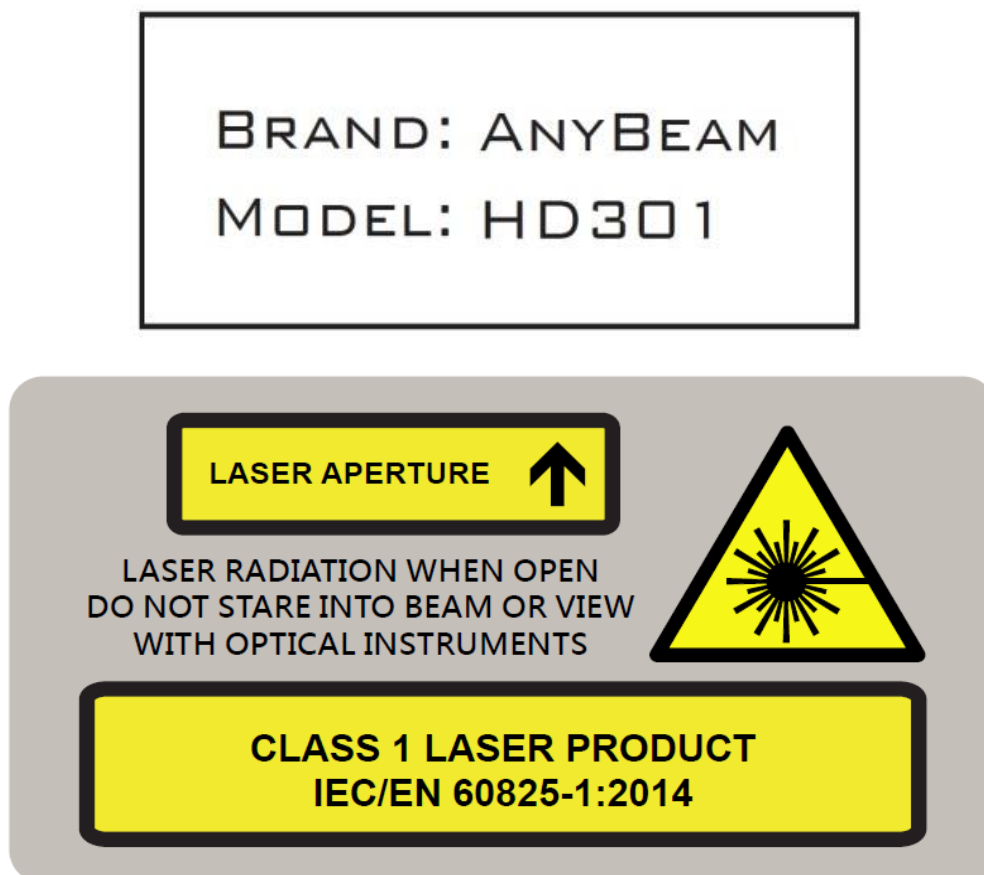 BRAND: ANYBEAM
MODEL: HD301
LASER APERTURE
LASER RADIATION WHEN OPEN
DO NOT STARE INTO BEAM OR VIEW
WITH OPTICAL INSTRUMENTS
CLASS 1 LASER PRODUCT
IEC/EN 60825-1:2014